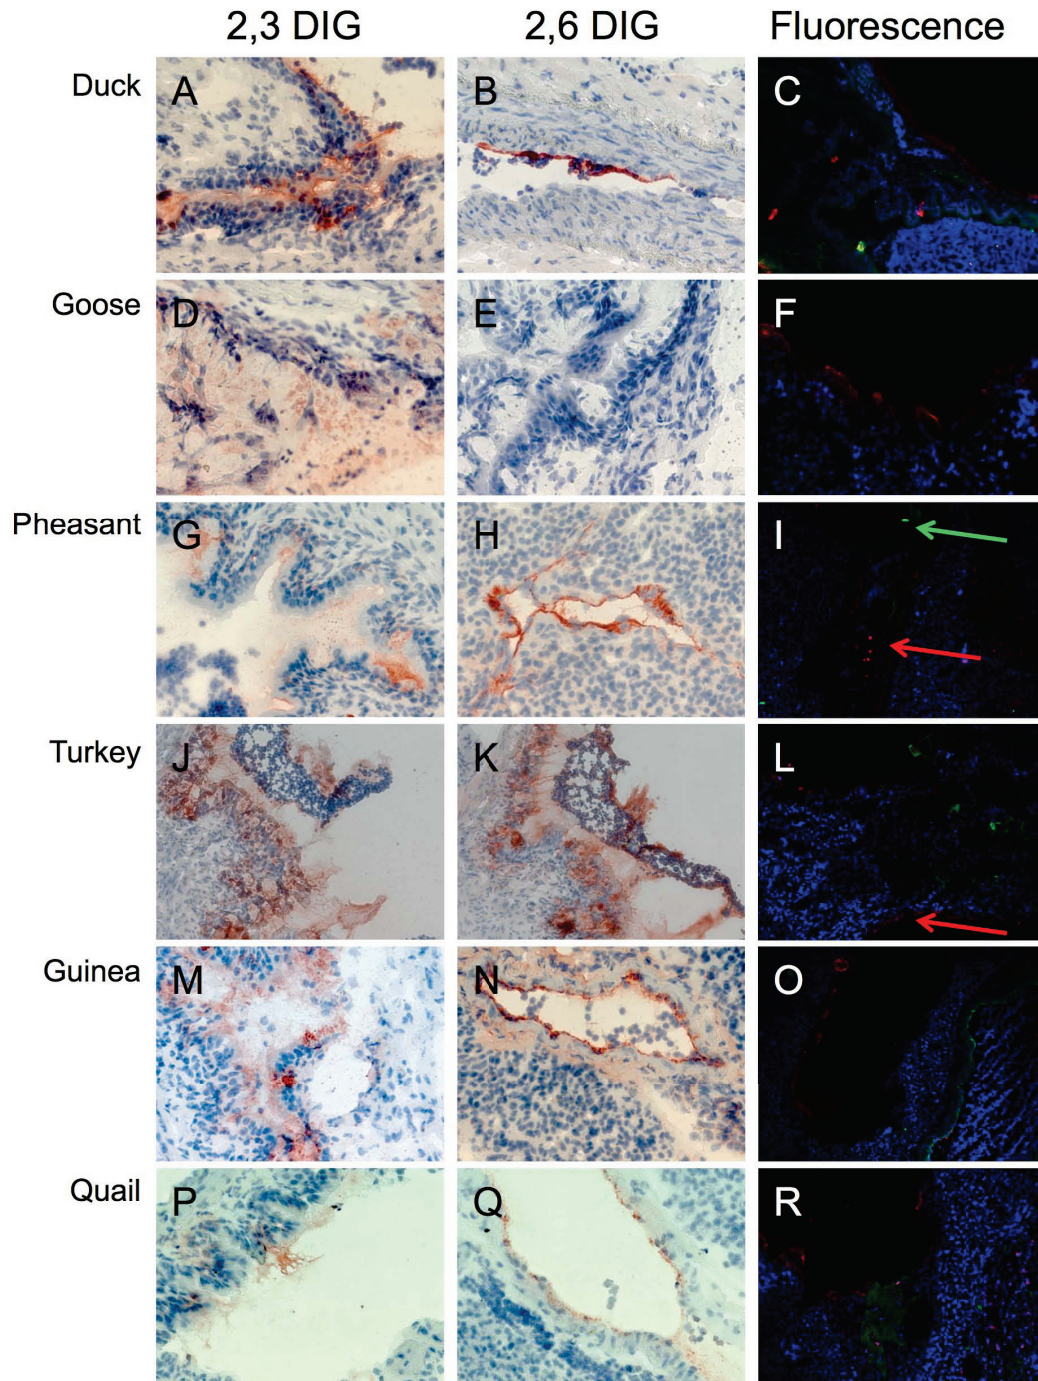 2,3 DIG 2,6 DIG Fluorescence
Duck A B C
Goose D E F
Pheasant G H I
Turkey J K L
Guinea M N O
Quail P Q R